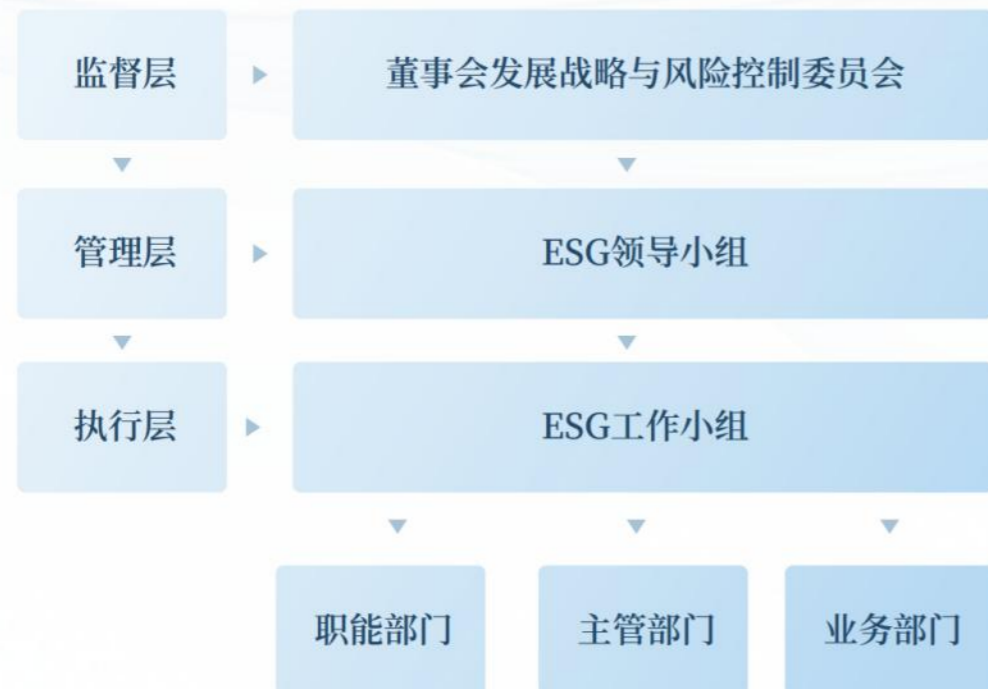 监督层
董事会发展战略与风险控制委员会
管理层
ESG领导小组
执行层
ESG工作小组
职能部门
主管部门
业务部门